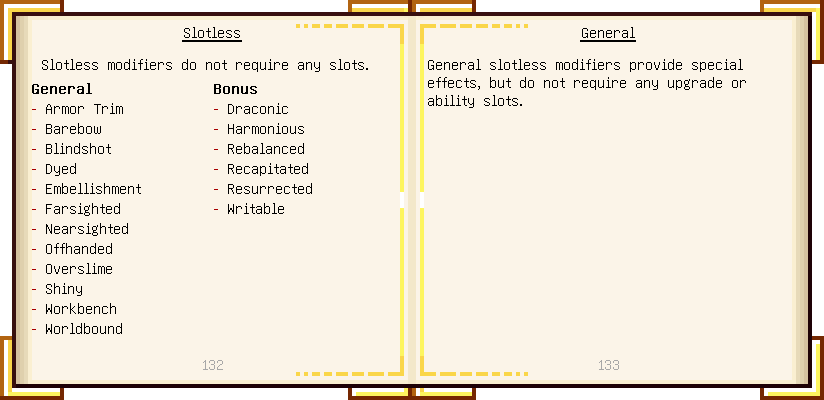 Slotless
Slotless modifiers do not require any slots.
General
- Armor Trim
- Barebow
- Blindshot
- Dyed
- Embellishment
- Farsighted
- Nearsighted
- Offhanded
- Overslime
- Shiny
- Workbench
- Worldbound
Bonus
- Draconic
- Harmonious
- Rebalanced
- Recapitated
- Resurrected
- Writable
132
General
General slotless modifiers provide special
effects, but do not require any upgrade or
ability slots.
133